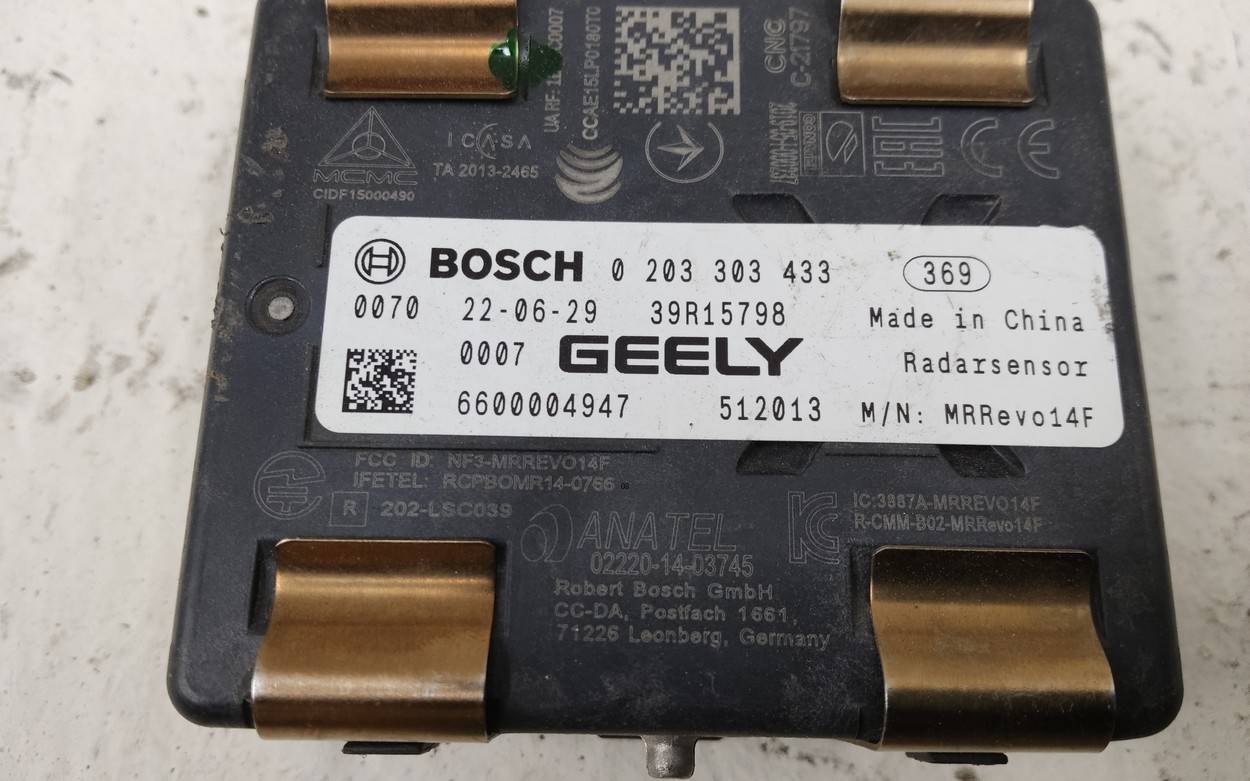 CCAE15LP0180T0
C-21797
ICASA
TA 2013-2465
MCMC
CIDF15000490
EAC
CE
BOSCH 0 203 303 433 369
0070 22-06-29 39R15798 Made in China
0007 GEELY Radarsensor
6600004947 512013 M/N: MRRevo14F
FCC ID: NF3-MRREVO14F
IFETEL: RCPBOMR14-0766
R 202-LSC039
ANATEL
02220-14-03745
IC:3887A-MRREVO14F
R-CMM-B02-MRRevo14F
Robert Bosch GmbH
CC-DA, Postfach 1661,
71226 Leonberg, Germany